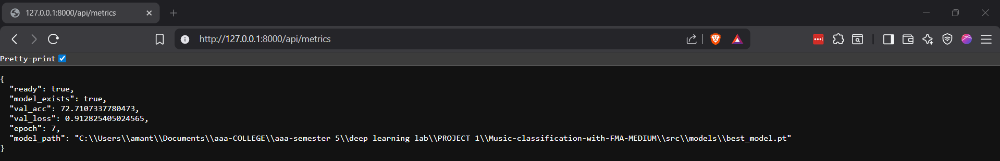 127.0.0.1:8000/api/metrics
http://127.0.0.1:8000/api/metrics
Pretty-print
{
  "ready": true,
  "model_exists": true,
  "val_acc": 72.7107337780473,
  "val_loss": 0.912825405024565,
  "epoch": 7,
  "model_path": "C:\\Users\\amant\\Documents\\aaa-COLLEGE\\aaa-semester 5\\deep learning lab\\PROJECT 1\\Music-classification-with-FMA-MEDIUM\\src\\models\\best_model.pt"
}